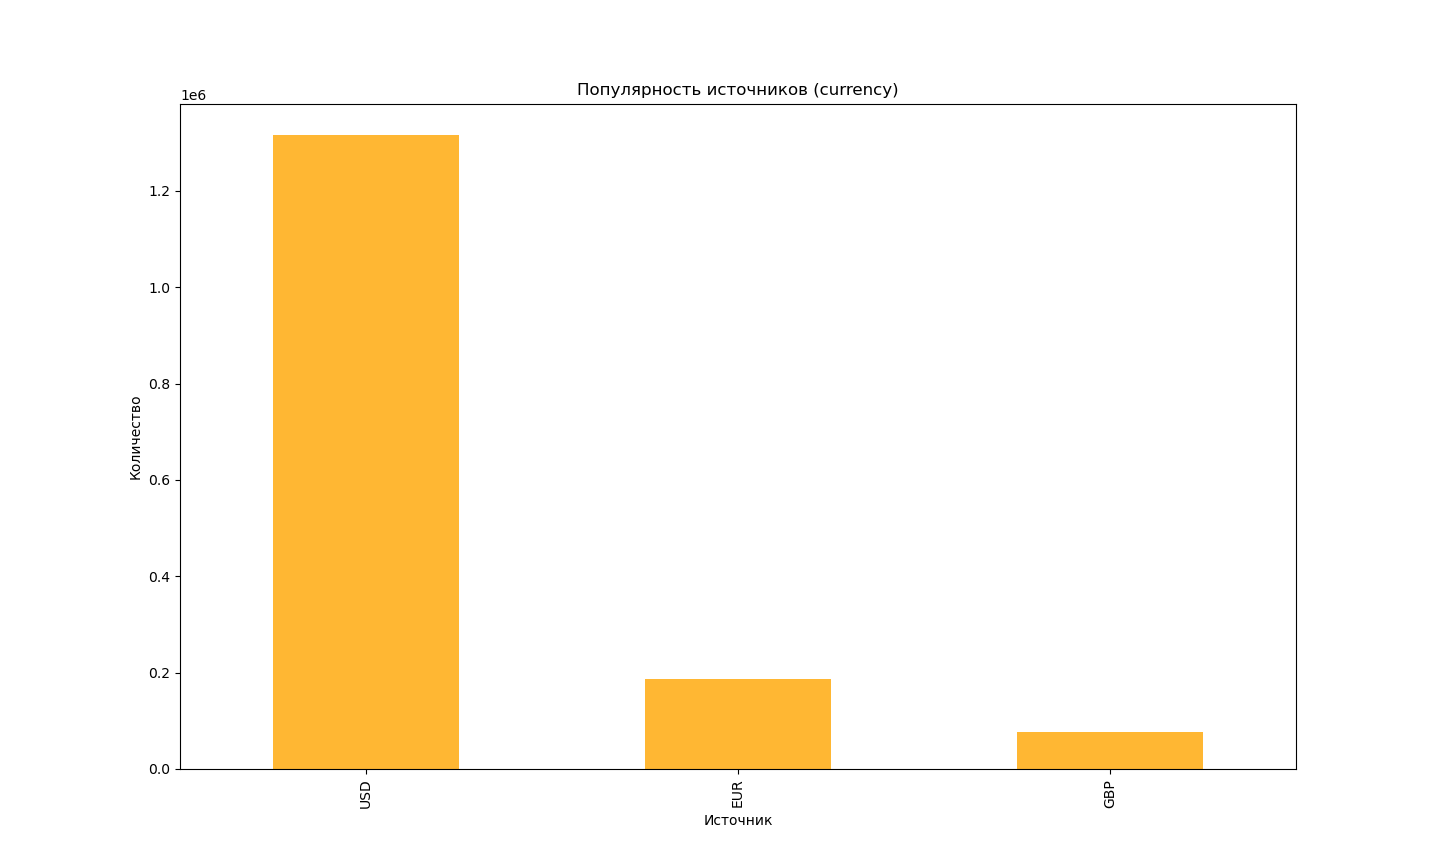 Популярность источников (currency)
1e6
1.2
1.0
0.8
0.6
0.4
0.2
0.0
Количество
USD
EUR
GBP
Источник